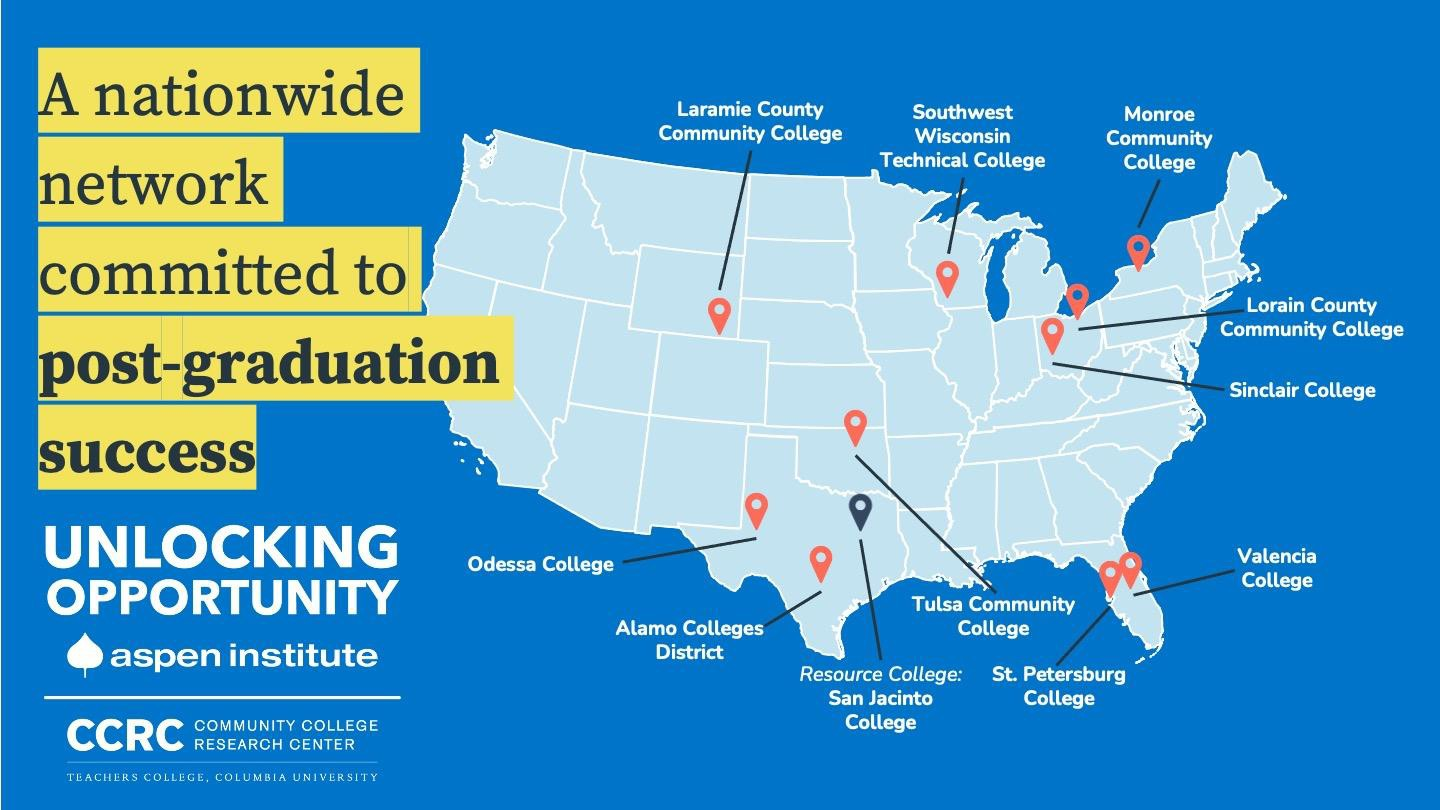 A nationwide
network
committed to
post-graduation
success
UNLOCKING
OPPORTUNITY
aspen institute
CCRC COMMUNITY COLLEGE
RESEARCH CENTER
TEACHERS COLLEGE, COLUMBIA UNIVERSITY
Laramie County
Community College
Southwest
Wisconsin
Technical College
Monroe
Community
College
Lorain County
Community College
Sinclair College
Odessa College
Alamo Colleges
District
Resource College:
San Jacinto
College
Tulsa Community
College
St. Petersburg
College
Valencia
College